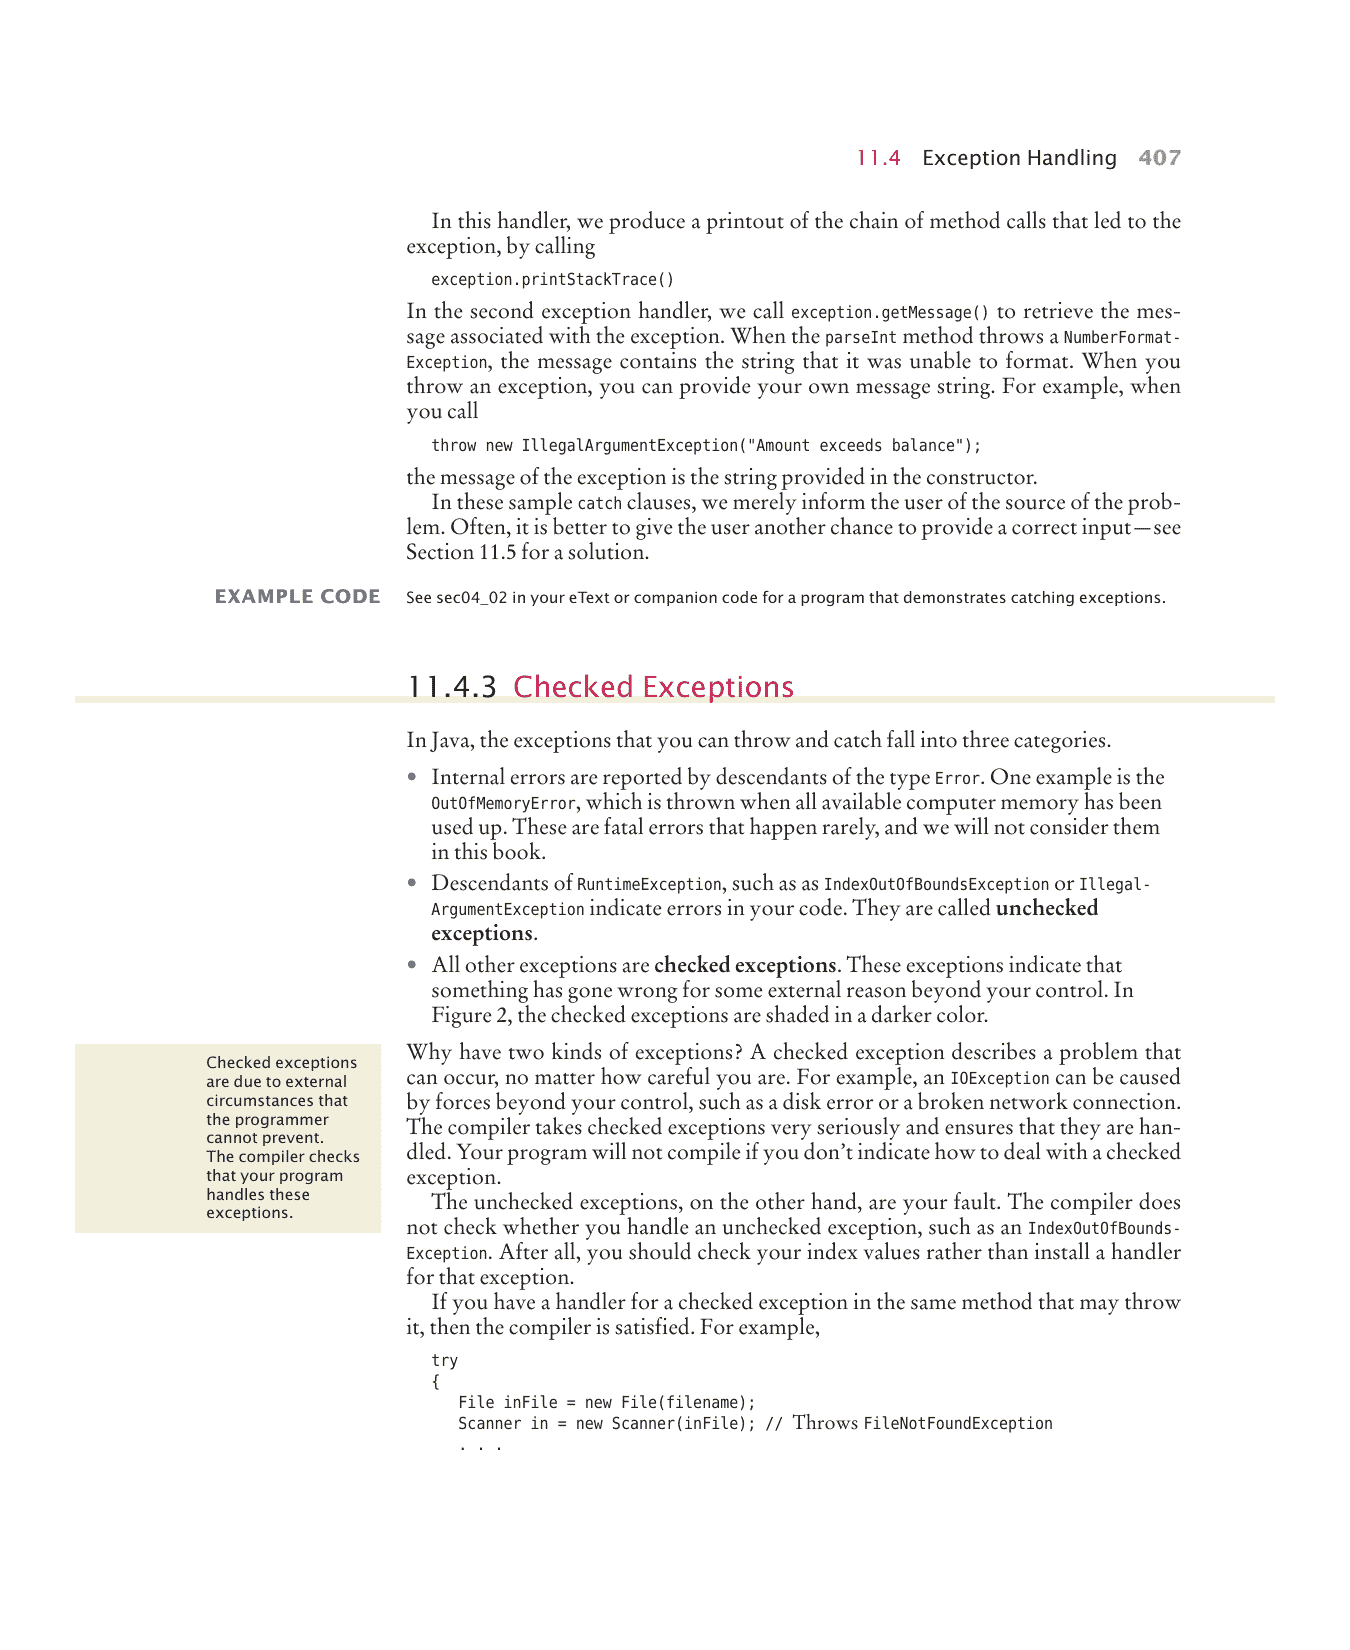 11.4 Exception Handling 407
In this handler, we produce a printout of the chain of method calls that led to the
exception, by calling
exception.printStackTrace()
In the second exception handler, we call exception.getMessage() to retrieve the mes-
sage associated with the exception. When the parseInt method throws a NumberFormat-
Exception, the message contains the string that it was unable to format. When you
throw an exception, you can provide your own message string. For example, when
you call
throw new IllegalArgumentException("Amount exceeds balance");
the message of the exception is the string provided in the constructor.
In these sample catch clauses, we merely inform the user of the source of the prob-
lem. Often, it is better to give the user another chance to provide a correct input—see
Section 11.5 for a solution.
EXAMPLE CODE See sec04_02 in your eText or companion code for a program that demonstrates catching exceptions.
11.4.3 Checked Exceptions
In Java, the exceptions that you can throw and catch fall into three categories.
• Internal errors are reported by descendants of the type Error. One example is the
OutOfMemoryError, which is thrown when all available computer memory has been
used up. These are fatal errors that happen rarely, and we will not consider them
in this book.
• Descendants of RuntimeException, such as as IndexOutOfBoundsException or Illegal-
ArgumentException indicate errors in your code. They are called unchecked
exceptions.
• All other exceptions are checked exceptions. These exceptions indicate that
something has gone wrong for some external reason beyond your control. In
Figure 2, the checked exceptions are shaded in a darker color.
Checked exceptions
are due to external
circumstances that
the programmer
cannot prevent.
The compiler checks
that your program
handles these
exceptions.
Why have two kinds of exceptions? A checked exception describes a problem that
can occur, no matter how careful you are. For example, an IOException can be caused
by forces beyond your control, such as a disk error or a broken network connection.
The compiler takes checked exceptions very seriously and ensures that they are han-
dled. Your program will not compile if you don't indicate how to deal with a checked
exception.
The unchecked exceptions, on the other hand, are your fault. The compiler does
not check whether you handle an unchecked exception, such as an IndexOutOfBounds-
Exception. After all, you should check your index values rather than install a handler
for that exception.
If you have a handler for a checked exception in the same method that may throw
it, then the compiler is satisfied. For example,
try
{
File inFile = new File(filename);
Scanner in = new Scanner(inFile); // Throws FileNotFoundException
. . .